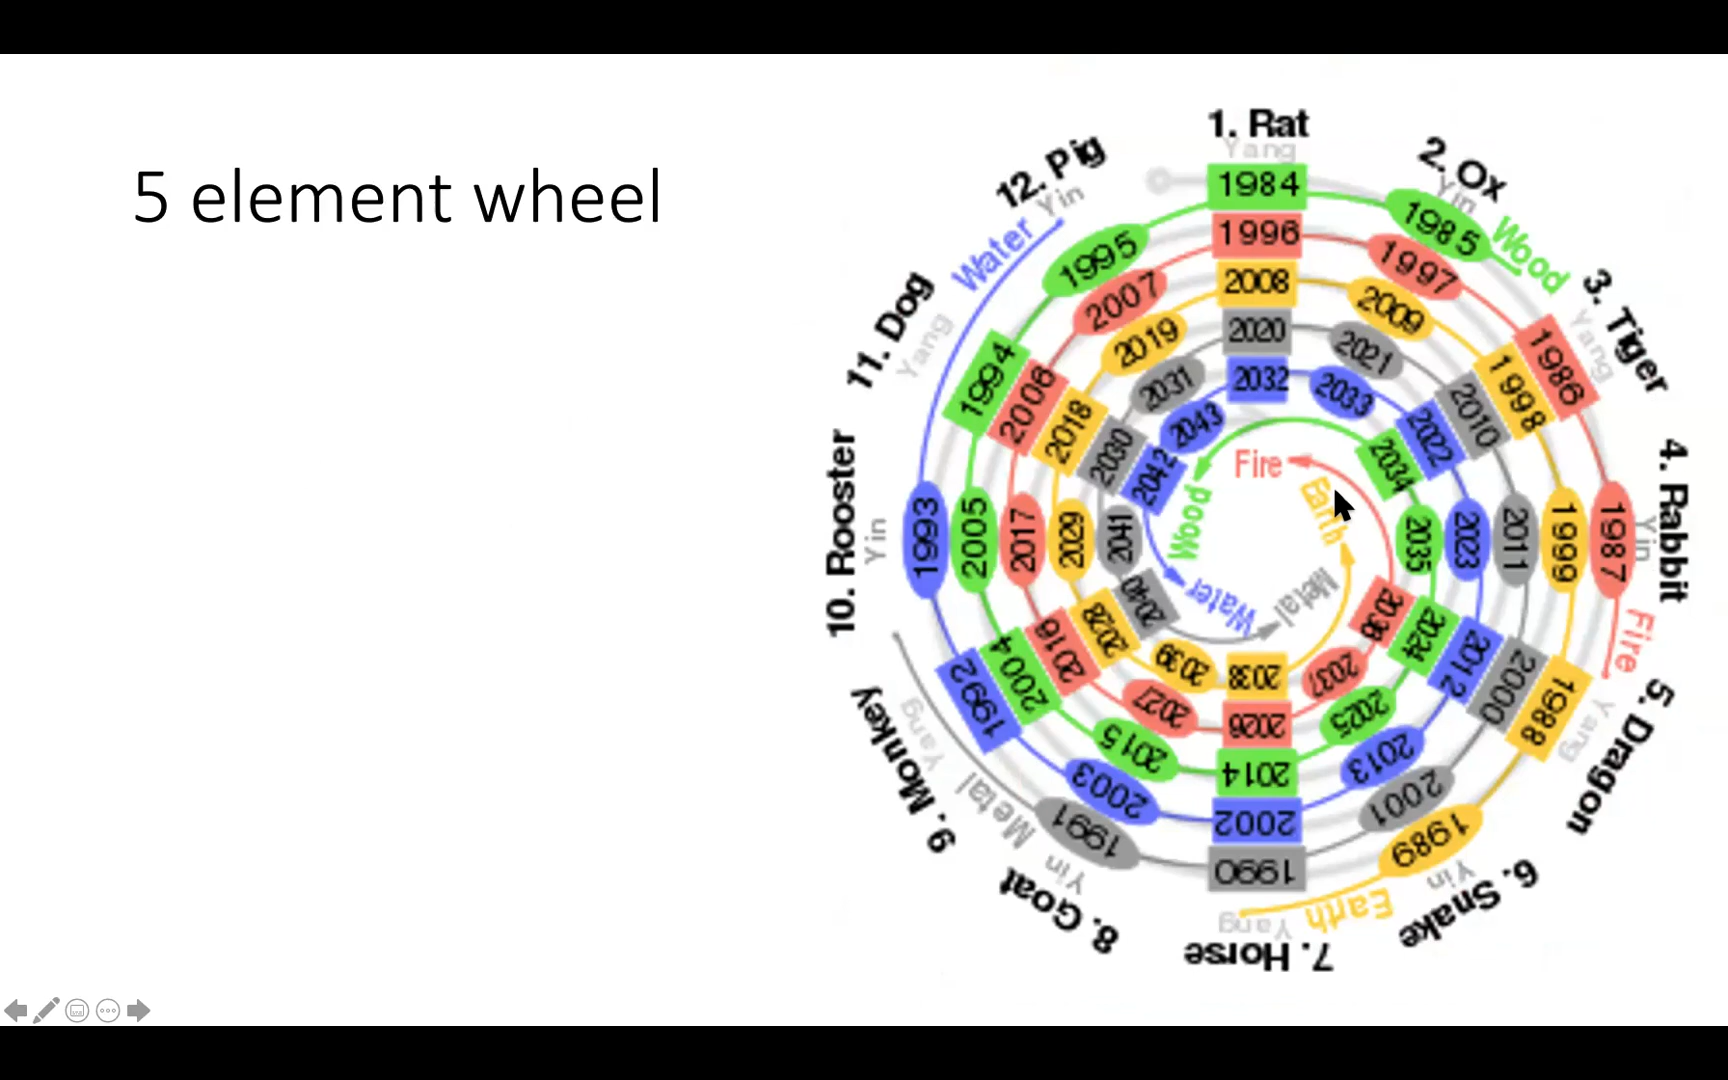 5 element wheel
1. Rat
Yang
2. Ox
Yin
Wood
3. Tiger
Yang
4. Rabbit
Yin
Fire
5. Dragon
Yang
6. Snake
Yin
Earth
7. Horse
Yang
8. Goat
Yin
Metal
9. Monkey
Yang
10. Rooster
Yin
11. Dog
Yang
Water
12. Pig
Yin
1984
1996
2008
2020
2032
1985
1997
2009
2021
2033
1986
1998
2010
2022
2034
1987
1999
2011
2023
2035
1988
2000
2012
2024
2036
1989
2001
2013
2025
2037
1990
2002
2014
2026
2038
1991
2003
2015
2027
2039
1992
2004
2016
2028
2040
1993
2005
2017
2029
2041
1994
2006
2018
2030
2042
1995
2007
2019
2031
2043
Fire
Earth
Metal
Water
Wood